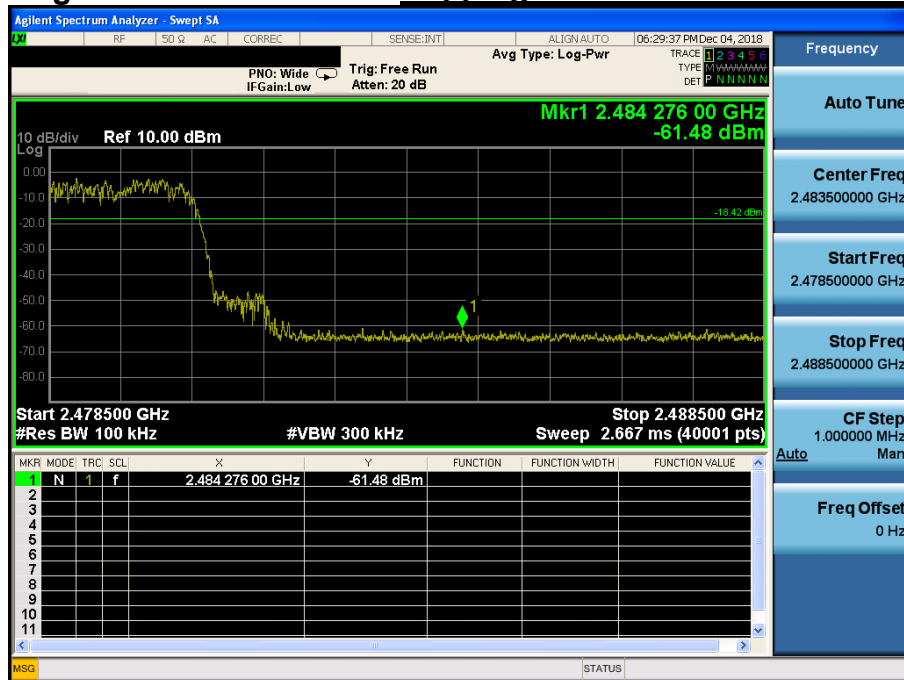 Agilent Spectrum Analyzer - Swept SA
LXI RF 50 Ω AC CORREC SENSE:INT ALIGN AUTO 06:29:37 PM Dec 04, 2018
Frequency
Avg Type: Log-Pwr TRACE 1 2 3 4 5 6
PNO: Wide Trig: Free Run TYPE M WWWWW
IFGain:Low Atten: 20 dB DET P N N N N N
Auto Tune
Mkr1 2.484 276 00 GHz
10 dB/div Ref 10.00 dBm -61.48 dBm
Log
0.00
-10.0
-20.0
-30.0
-40.0
-50.0
-60.0
-70.0
-80.0
-18.42 dBm
1
Center Freq
2.483500000 GHz
Start Freq
2.478500000 GHz
Stop Freq
2.488500000 GHz
Start 2.478500 GHz Stop 2.488500 GHz
#Res BW 100 kHz #VBW 300 kHz Sweep 2.667 ms (40001 pts)
CF Step
1.000000 MHz
Auto Man
MKR MODE TRC SCL X Y FUNCTION FUNCTION WIDTH FUNCTION VALUE
1 N 1 f 2.484 276 00 GHz -61.48 dBm
2
3
4
5
6
7
8
9
10
11
Freq Offset
0 Hz
MSG STATUS